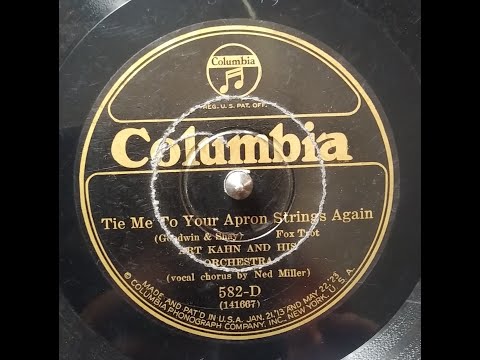 Columbia
REG. U.S. PAT. OFF.
Columbia
Tie Me To Your Apron Strings Again
(Goodwin & Shay) Fox Trot
ART KAHN AND HIS
ORCHESTRA
(vocal chorus by Ned Miller)
582-D
(141667)
MADE AND PAT'D IN U.S.A. JAN. 21, '13 AND MAY 22, '23
© COLUMBIA PHONOGRAPH COMPANY, INC., NEW YORK, U.S.A.